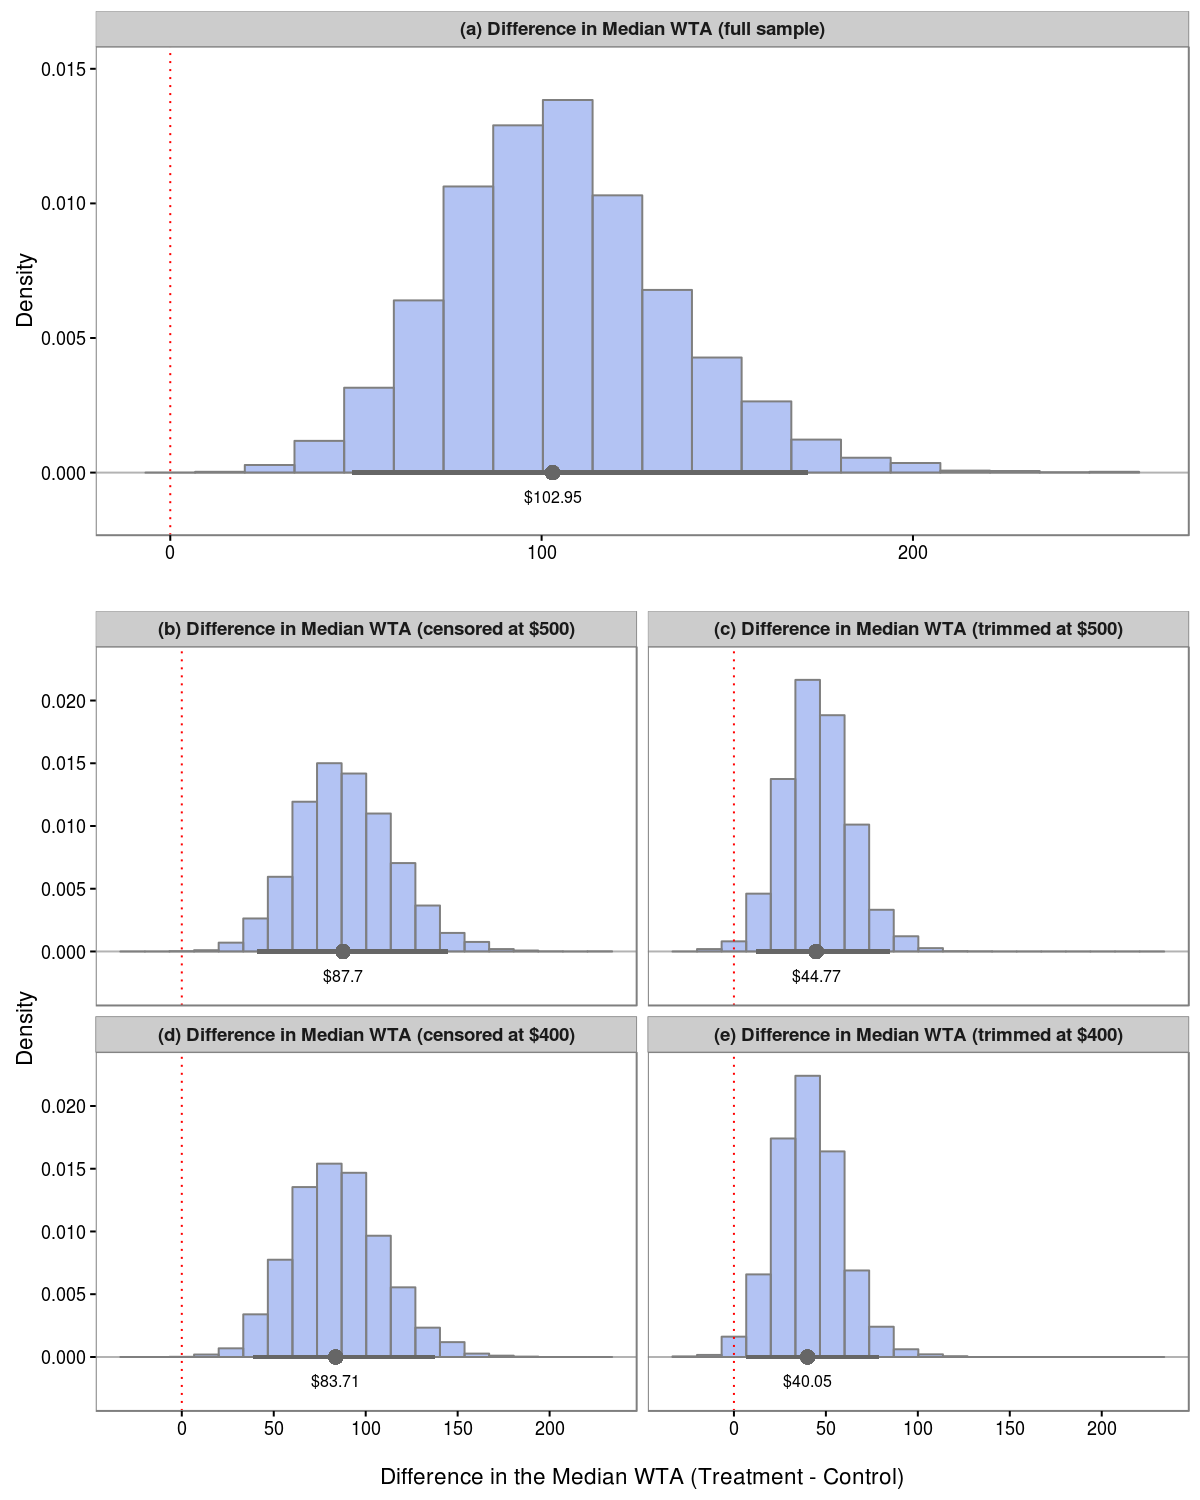 (a) Difference in Median WTA (full sample)
0.015
0.010
0.005
0.000
Density
$102.95
0 100 200
(b) Difference in Median WTA (censored at $500)
(c) Difference in Median WTA (trimmed at $500)
0.020
0.015
0.010
0.005
0.000
$87.7
$44.77
Density
(d) Difference in Median WTA (censored at $400)
(e) Difference in Median WTA (trimmed at $400)
0.020
0.015
0.010
0.005
0.000
$83.71
$40.05
0 50 100 150 200
0 50 100 150 200
Difference in the Median WTA (Treatment - Control)